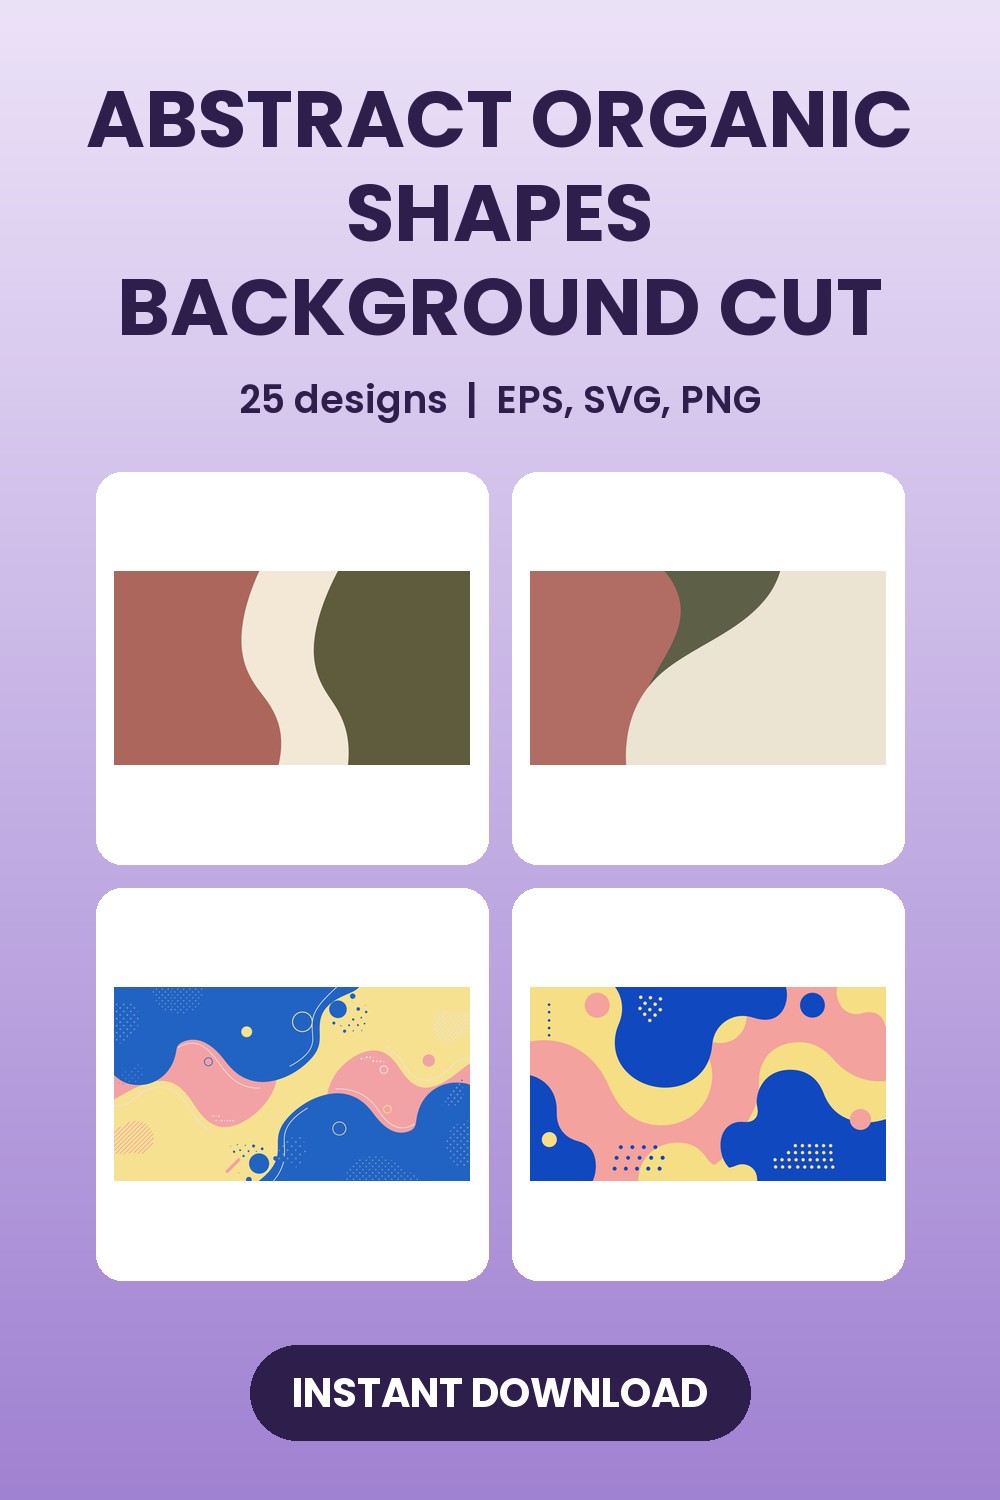 ABSTRACT ORGANIC
SHAPES
BACKGROUND CUT
25 designs | EPS, SVG, PNG
INSTANT DOWNLOAD